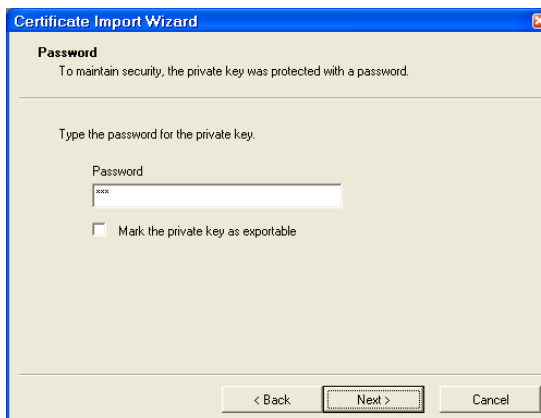 Certificate Import Wizard
Password
To maintain security, the private key was protected with a password.
Type the password for the private key.
Password
xxx
Mark the private key as exportable
< Back Next > Cancel